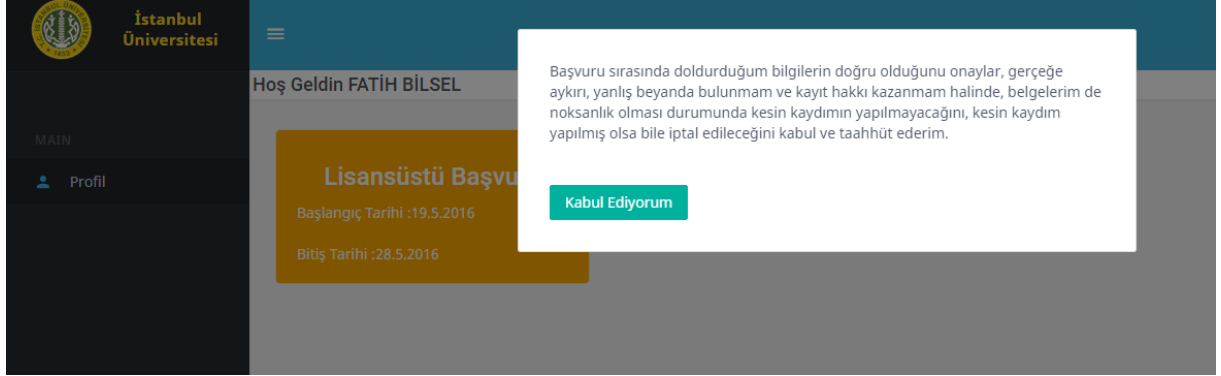 İstanbul
Üniversitesi
Hoş Geldin FATİH BİLSEL
MAIN
Profil
Lisansüstü Başvu
Başlangıç Tarihi :19.5.2016
Bitiş Tarihi :28.5.2016
Başvuru sırasında doldurduğum bilgilerin doğru olduğunu onaylar, gerçeğe
aykırı, yanlış beyanda bulunmam ve kayıt hakkı kazanmam halinde, belgelerim de
noksanlık olması durumunda kesin kaydımın yapılmayacağını, kesin kaydım
yapılmış olsa bile iptal edileceğini kabul ve taahhüt ederim.
Kabul Ediyorum